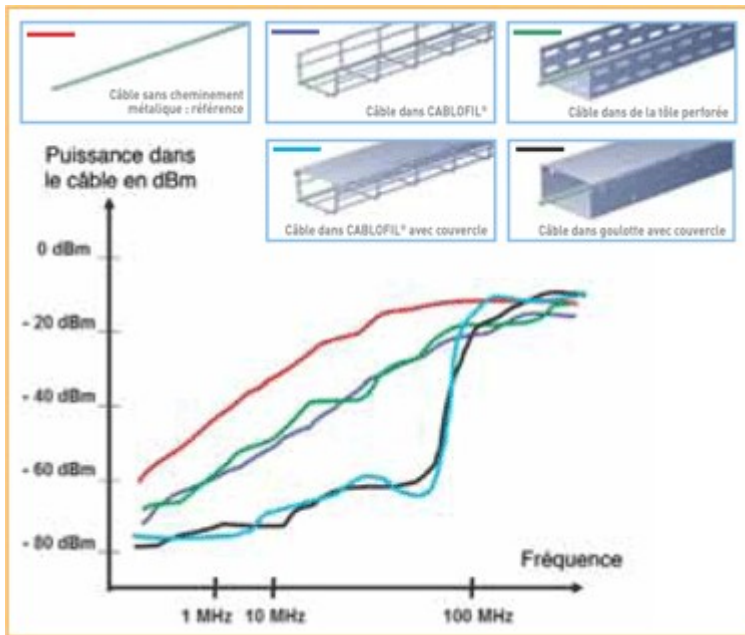 Câble sans cheminement
métalique : référence
Câble dans CABLOFIL®
Câble dans de la tôle perforée
Câble dans CABLOFIL® avec couvercle
Câble dans goulotte avec couvercle
Puissance dans
le câble en dBm
0 dBm
- 20 dBm
- 40 dBm
- 60 dBm
- 80 dBm
Fréquence
1 MHz 10 MHz 100 MHz